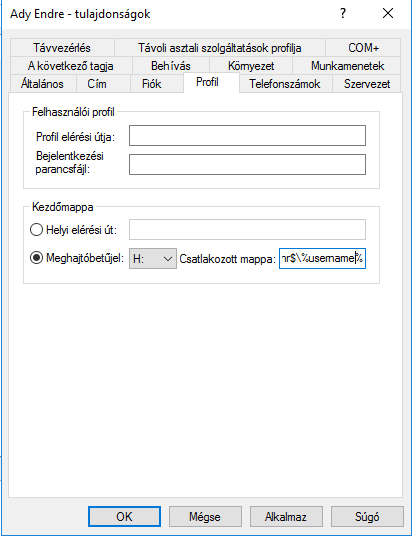 Ady Endre - tulajdonságok
?
Távvezérlés Távoli asztali szolgáltatások profilja COM+
A következő tagja Behívás Környezet Munkamenetek
Általános Cím Fiók Profil Telefonszámok Szervezet
Felhasználói profil
Profil elérési útja:
Bejelentkezési
parancsfájl:
Kezdőmappa
Helyi elérési út:
Meghajtóbetűjel: H: Csatlakozott mappa: nr$\%username%
OK Mégse Alkalmaz Súgó